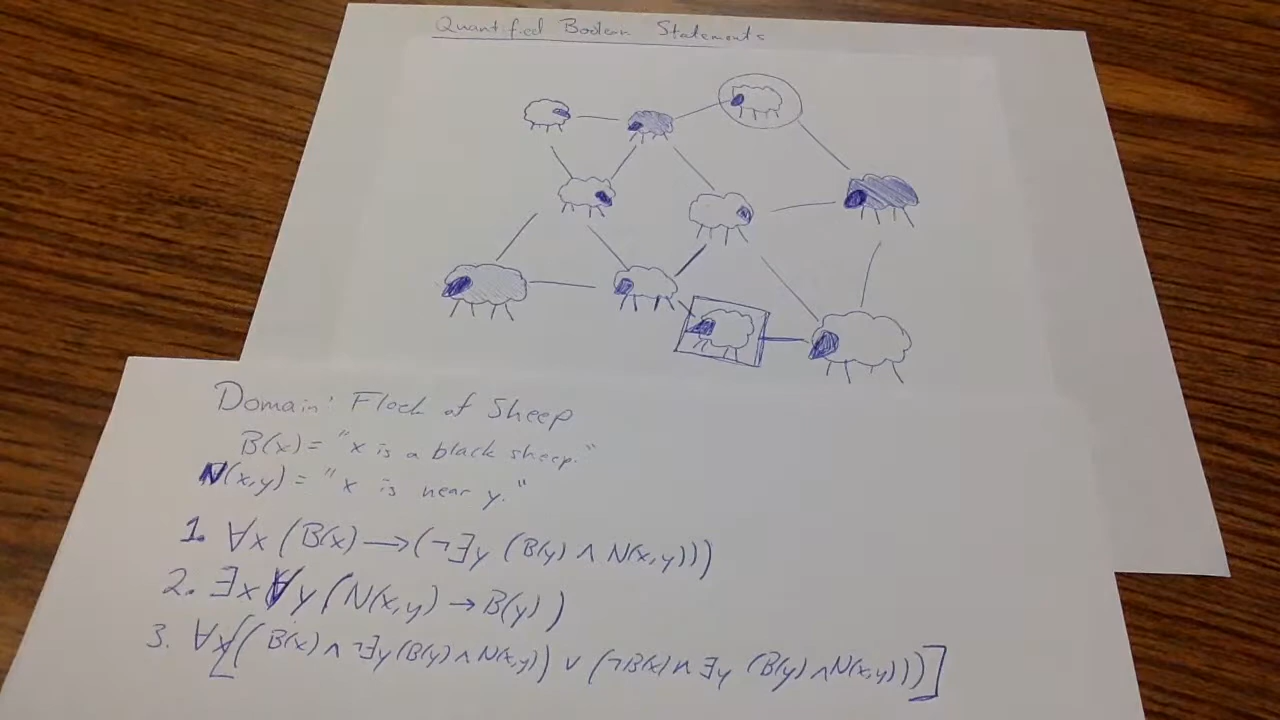 Quantified Boolean Statements
Domain: Flock of Sheep
B(x) = "x is a black sheep."
N(x,y) = "x is near y."
1. ∀x (B(x) → (¬∃y (B(y) ∧ N(x,y)))
2. ∃x ∀y (N(x,y) → B(y))
3. ∀x[(B(x) ∧ ¬∃y (B(y) ∧ N(x,y)) ∨ (¬B(x) ∧ ∃y (B(y) ∧ N(x,y)))]